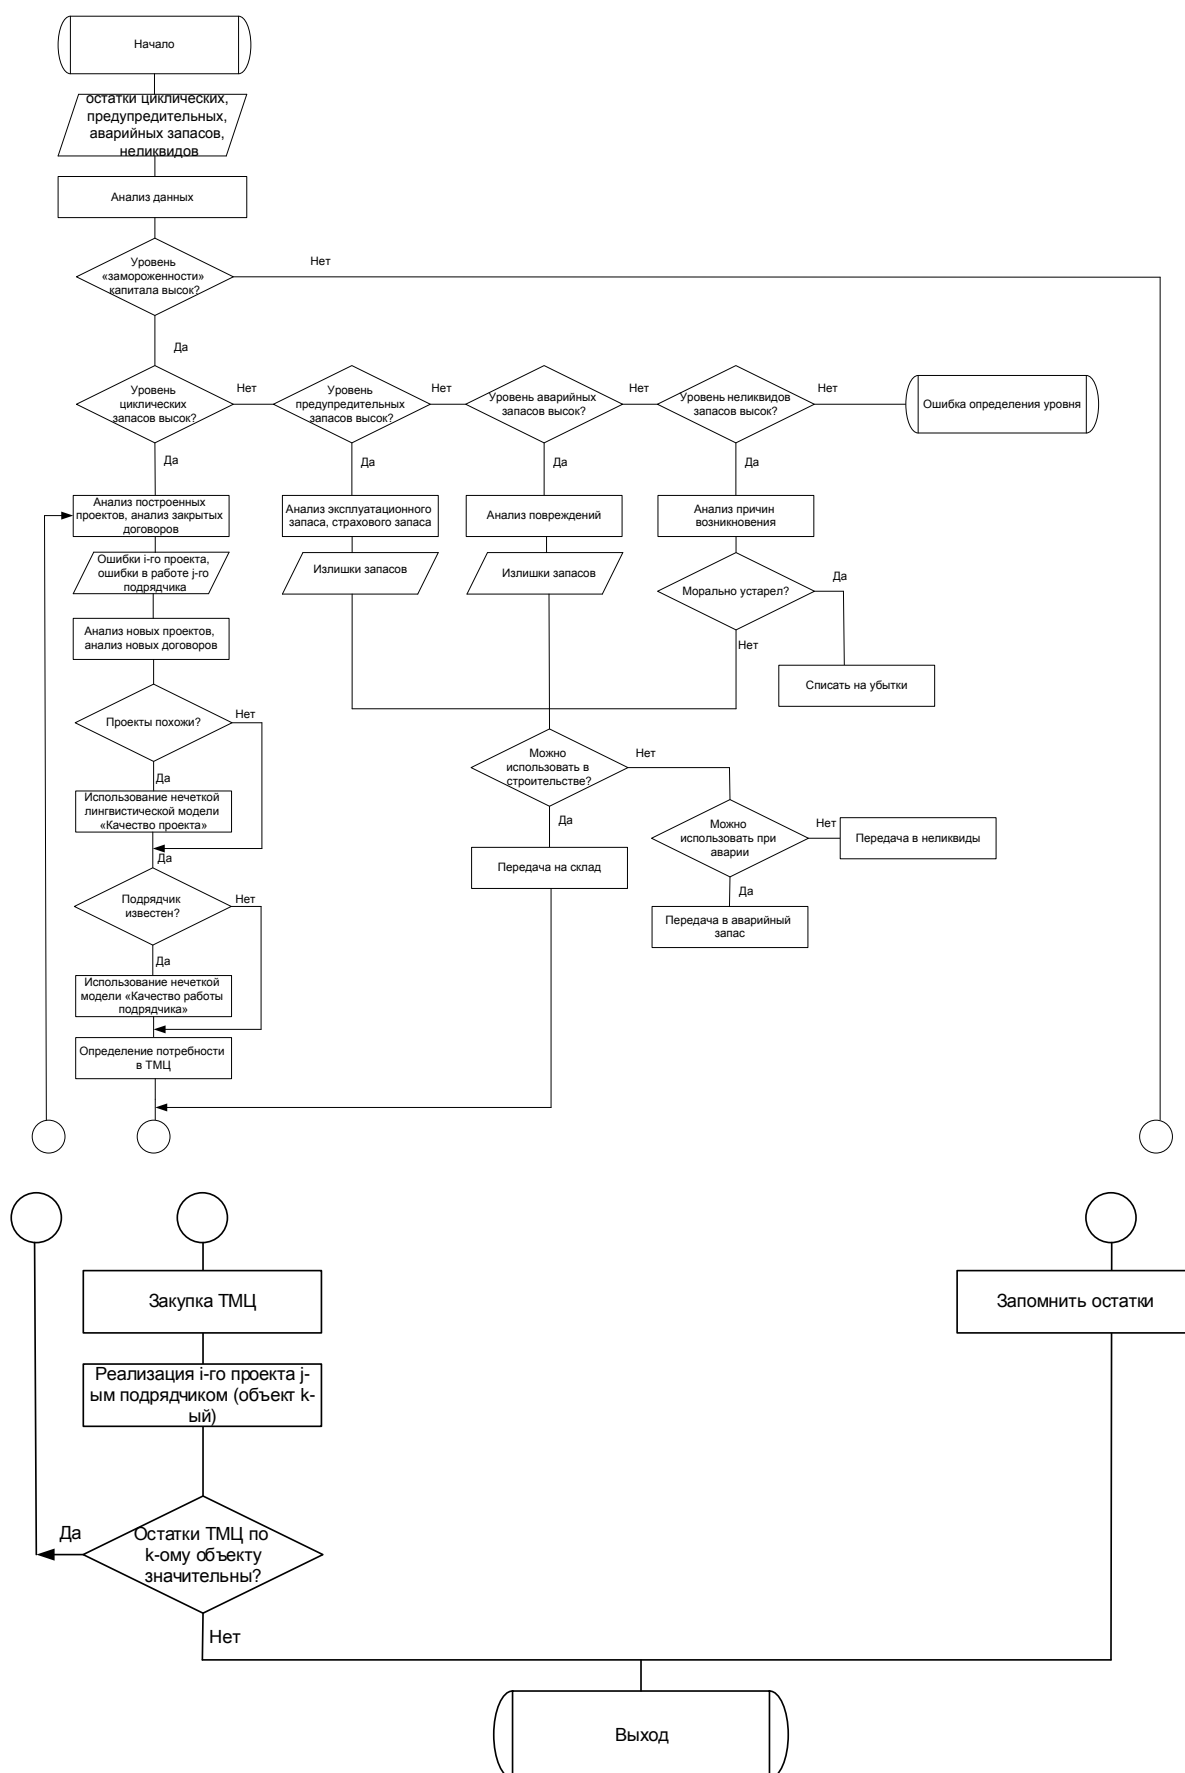 Начало
остатки циклических,
предупредительных,
аварийных запасов,
неликвидов
Анализ данных
Уровень
«замороженности»
капитала высок?
Нет
Да
Уровень
циклических
запасов высок?
Нет
Уровень
предупредительных
запасов высок?
Нет
Уровень аварийных
запасов высок?
Нет
Уровень неликвидов
запасов высок?
Нет
Ошибка определения уровня
Да
Да
Да
Да
Анализ построенных
проектов, анализ закрытых
договоров
Анализ эксплуатационного
запаса, страхового запаса
Анализ повреждений
Анализ причин
возникновения
Ошибки i-го проекта,
ошибки в работе j-го
подрядчика
Излишки запасов
Излишки запасов
Морально устарел?
Да
Нет
Анализ новых проектов,
анализ новых договоров
Списать на убытки
Проекты похожи?
Нет
Да
Можно
использовать в
строительстве?
Нет
Да
Использование нечеткой
лингвистической модели
«Качество проекта»
Да
Можно
использовать при
аварии
Нет
Передача в неликвиды
Да
Передача на склад
Подрядчик
известен?
Нет
Да
Передача в аварийный
запас
Использование нечеткой
модели «Качество работы
подрядчика»
Определение потребности
в ТМЦ
Закупка ТМЦ
Запомнить остатки
Реализация i-го проекта j-
ым подрядчиком (объект k-
ый)
Да
Остатки ТМЦ по
k-ому объекту
значительны?
Нет
Выход